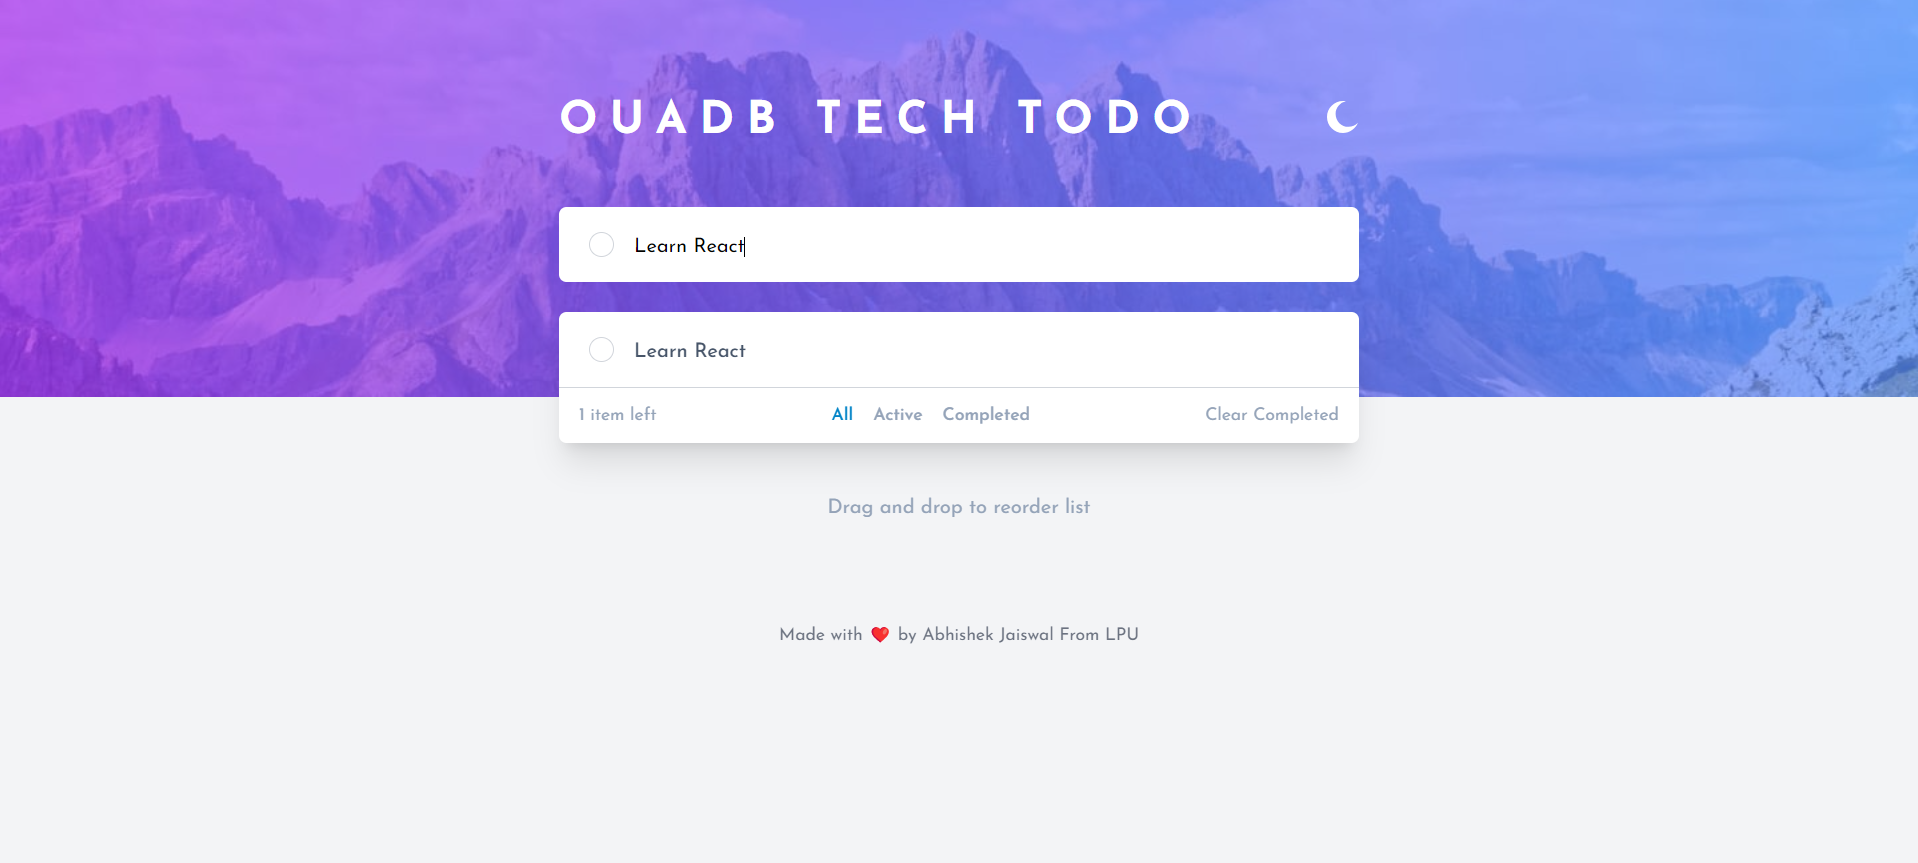 OUADB TECH TODO
Learn React
Learn React
1 item left All Active Completed Clear Completed
Drag and drop to reorder list
Made with ❤️ by Abhishek Jaiswal From LPU